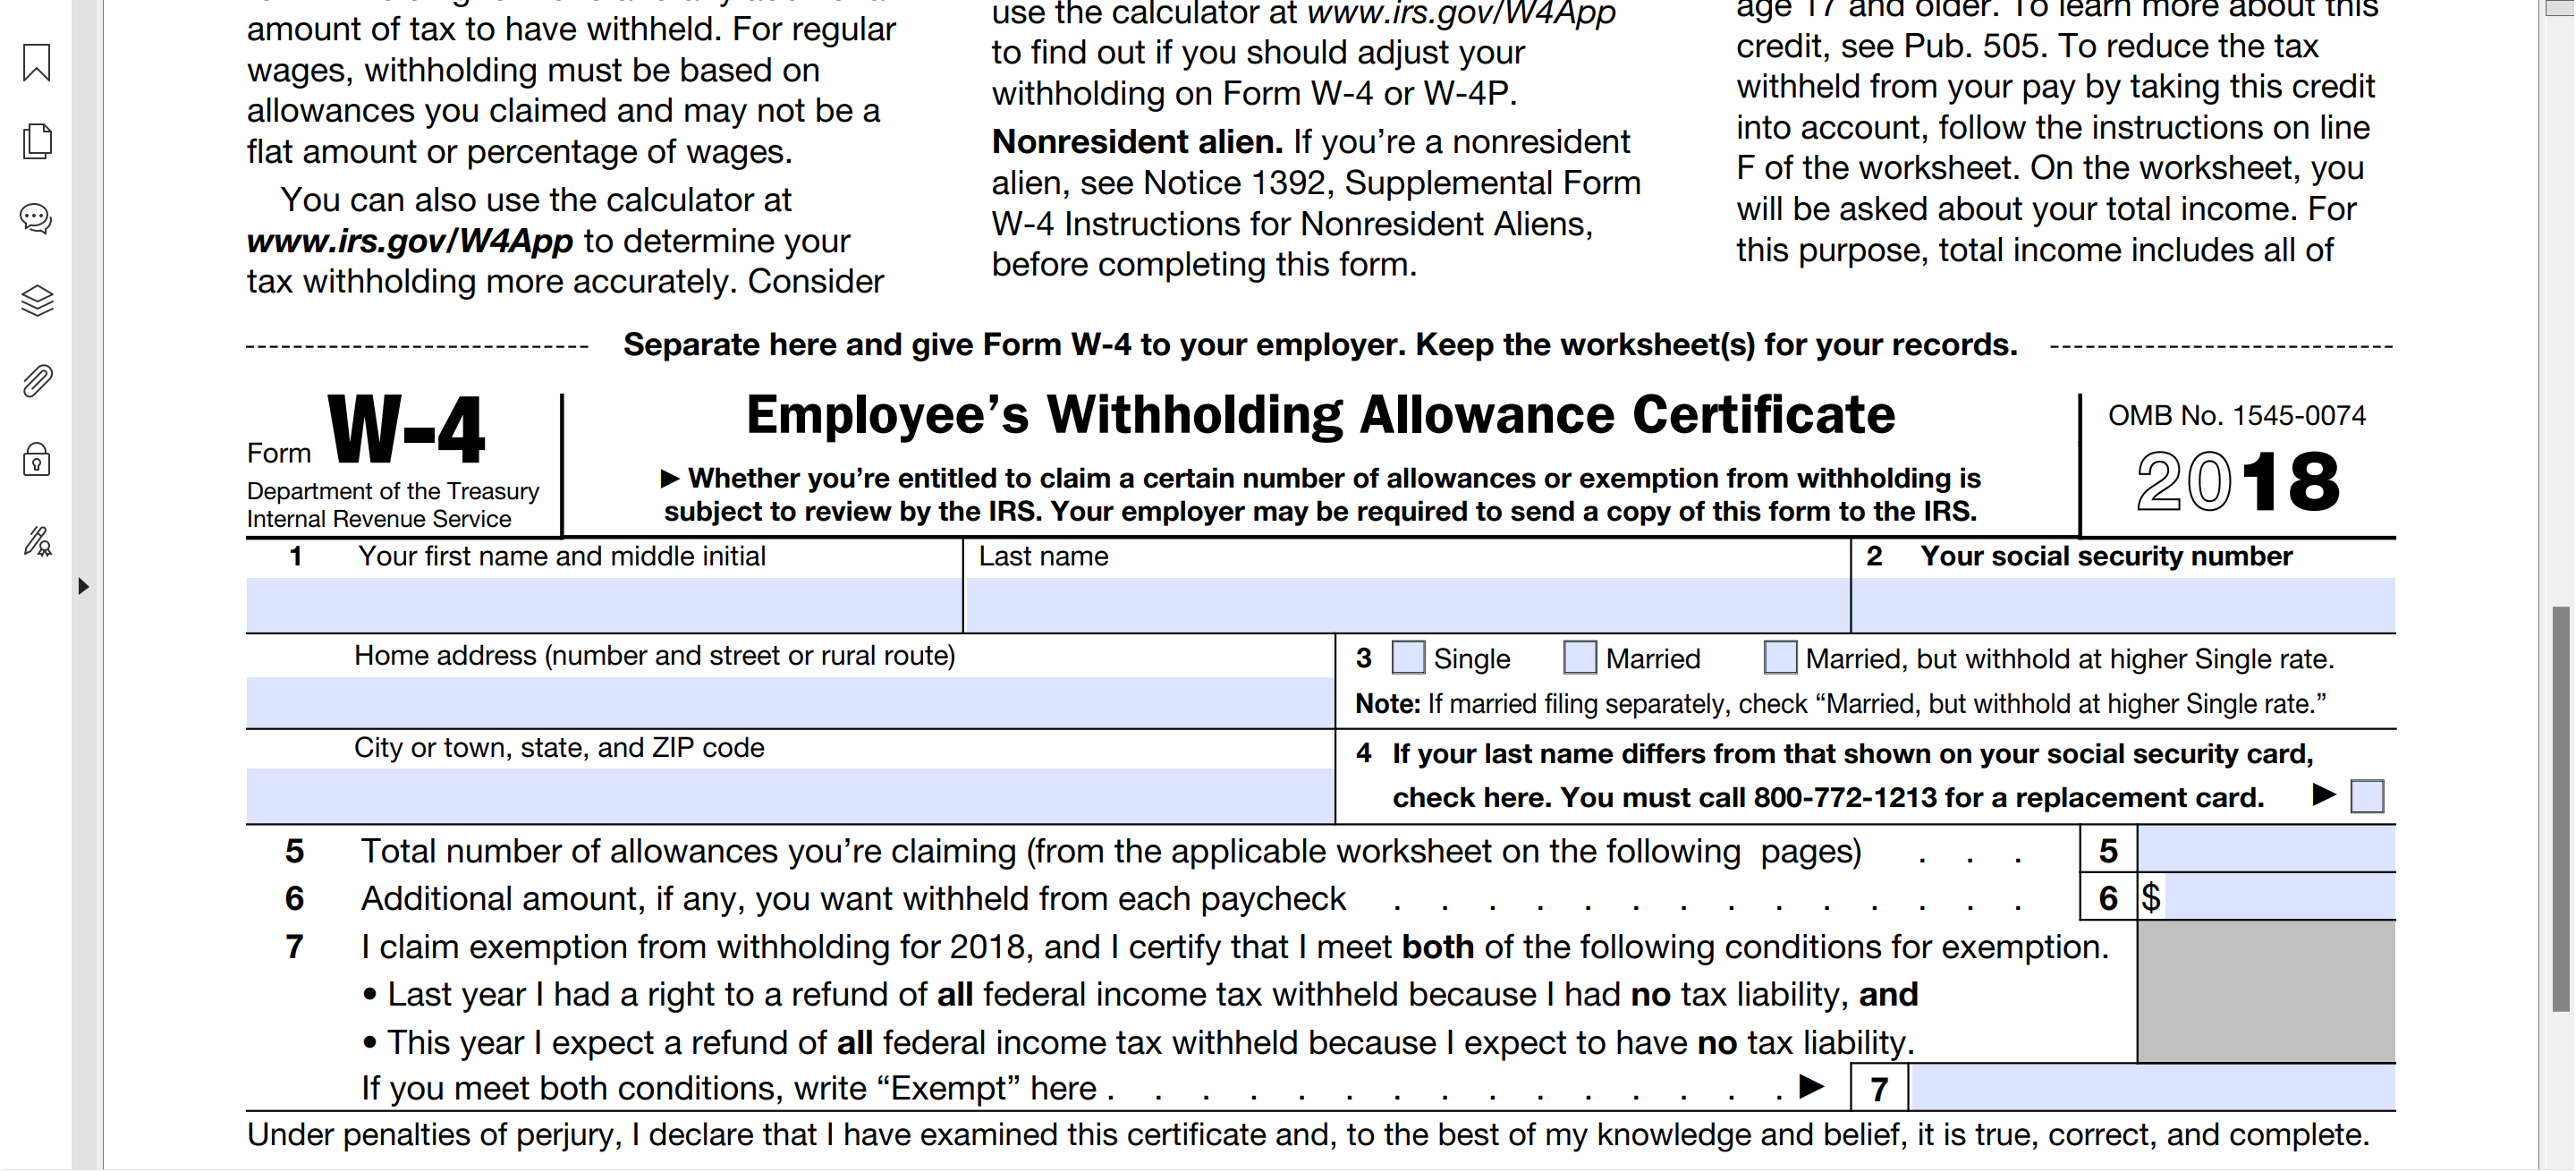 amount of tax to have withheld. For regular
wages, withholding must be based on
allowances you claimed and may not be a
flat amount or percentage of wages.
You can also use the calculator at
www.irs.gov/W4App to determine your
tax withholding more accurately. Consider
use the calculator at www.irs.gov/W4App
to find out if you should adjust your
withholding on Form W-4 or W-4P.
Nonresident alien. If you’re a nonresident
alien, see Notice 1392, Supplemental Form
W-4 Instructions for Nonresident Aliens,
before completing this form.
age 17 and older. To learn more about this
credit, see Pub. 505. To reduce the tax
withheld from your pay by taking this credit
into account, follow the instructions on line
F of the worksheet. On the worksheet, you
will be asked about your total income. For
this purpose, total income includes all of
Separate here and give Form W-4 to your employer. Keep the worksheet(s) for your records.
Form W-4
Department of the Treasury
Internal Revenue Service
Employee’s Withholding Allowance Certificate
▶ Whether you’re entitled to claim a certain number of allowances or exemption from withholding is
subject to review by the IRS. Your employer may be required to send a copy of this form to the IRS.
OMB No. 1545-0074
2018
1 Your first name and middle initial
Last name
2 Your social security number
Home address (number and street or rural route)
3 Single Married Married, but withhold at higher Single rate.
Note: If married filing separately, check “Married, but withhold at higher Single rate.”
City or town, state, and ZIP code
4 If your last name differs from that shown on your social security card,
check here. You must call 800-772-1213 for a replacement card. ▶
5 Total number of allowances you’re claiming (from the applicable worksheet on the following pages) . . . 5
6 Additional amount, if any, you want withheld from each paycheck . . . . . . . . . . . . . . 6 $
7 I claim exemption from withholding for 2018, and I certify that I meet both of the following conditions for exemption.
• Last year I had a right to a refund of all federal income tax withheld because I had no tax liability, and
• This year I expect a refund of all federal income tax withheld because I expect to have no tax liability.
If you meet both conditions, write “Exempt” here . . . . . . . . . . . . . . . ▶ 7
Under penalties of perjury, I declare that I have examined this certificate and, to the best of my knowledge and belief, it is true, correct, and complete.